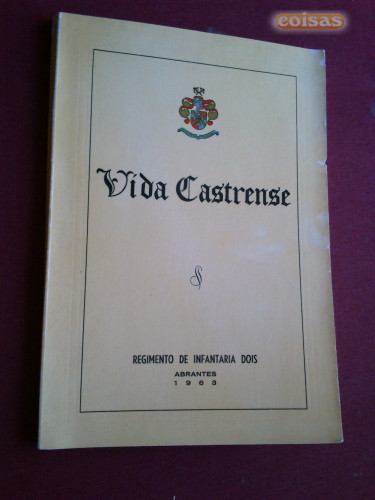 coisas
Vida Castrense
REGIMENTO DE INFANTARIA DOIS
ABRANTES
1963